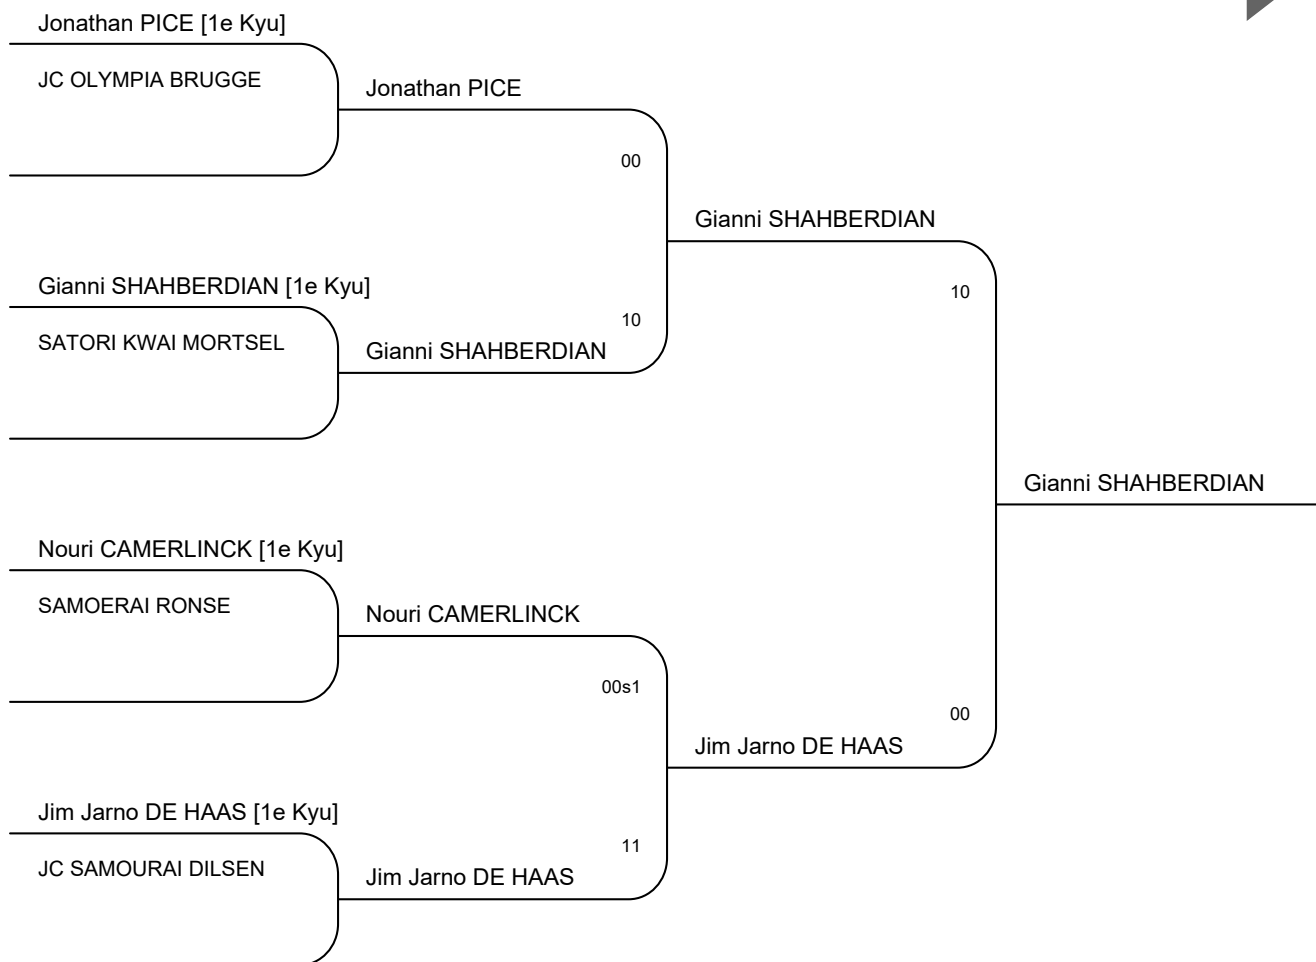 Jonathan PICE [1e Kyu]
JC OLYMPIA BRUGGE
Jonathan PICE
00
Gianni SHAHBERDIAN
10
Gianni SHAHBERDIAN [1e Kyu]
SATORI KWAI MORTSEL
10
Gianni SHAHBERDIAN
Gianni SHAHBERDIAN
Nouri CAMERLINCK [1e Kyu]
SAMOERAI RONSE
Nouri CAMERLINCK
00s1
00
Jim Jarno DE HAAS
Jim Jarno DE HAAS [1e Kyu]
JC SAMOURAI DILSEN
11
Jim Jarno DE HAAS